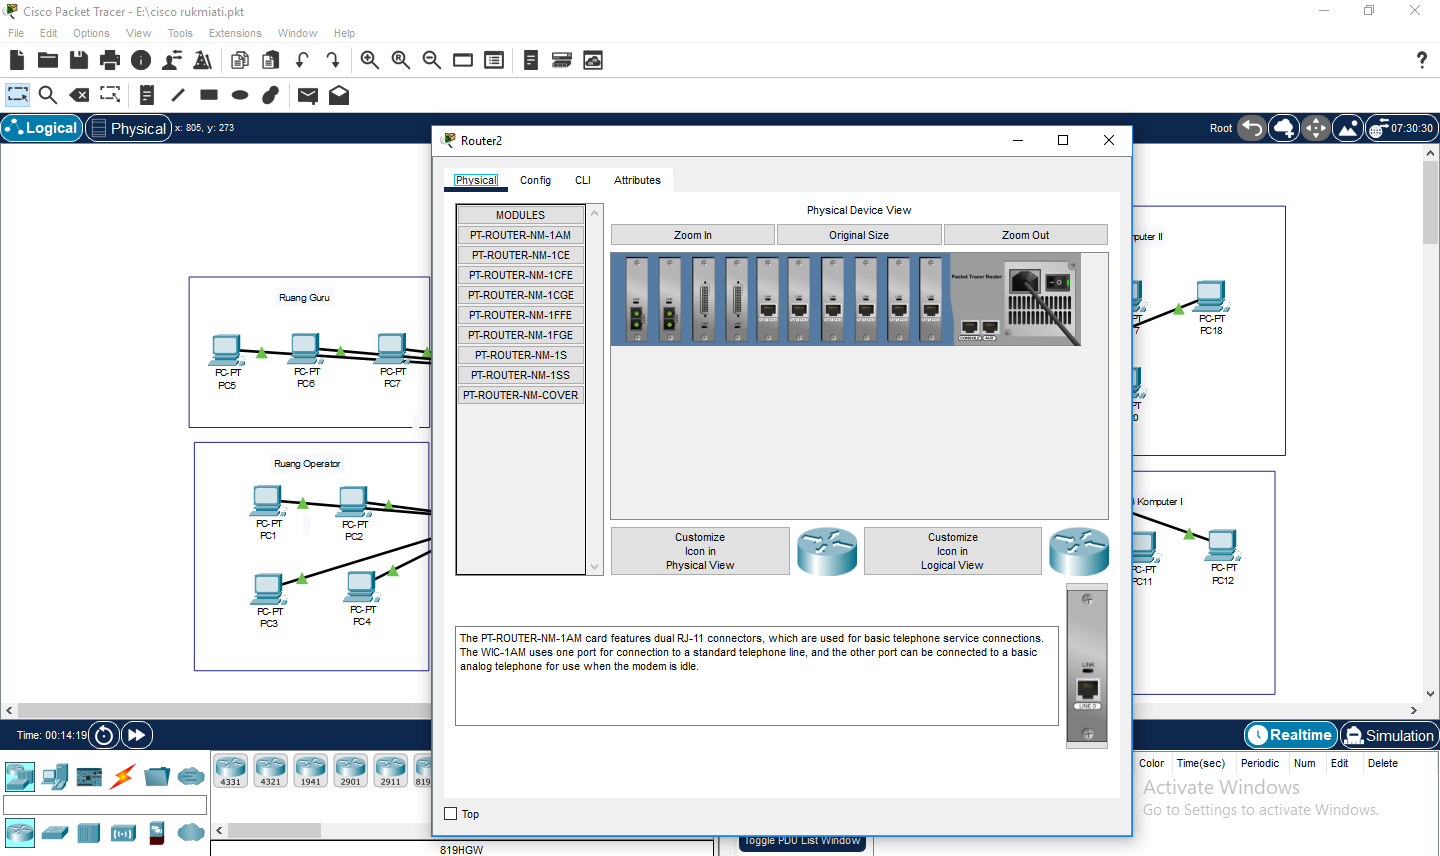 Cisco Packet Tracer - E:\cisco rukmiati.pkt
File Edit Options View Tools Extensions Window Help
Logical Physical x: 805, y: 273
Root 07:30:30
Router2
Physical Config CLI Attributes
MODULES
PT-ROUTER-NM-1AM
PT-ROUTER-NM-1CE
PT-ROUTER-NM-1CFE
PT-ROUTER-NM-1CGE
PT-ROUTER-NM-1FFE
PT-ROUTER-NM-1FGE
PT-ROUTER-NM-1S
PT-ROUTER-NM-1SS
PT-ROUTER-NM-COVER
Physical Device View
Zoom In Original Size Zoom Out
Packet Tracer Router
CONSOLE AUX
Customize
Icon in
Physical View
Customize
Icon in
Logical View
The PT-ROUTER-NM-1AM card features dual RJ-11 connectors, which are used for basic telephone service connections.
The WIC-1AM uses one port for connection to a standard telephone line, and the other port can be connected to a basic
analog telephone for use when the modem is idle.
LINK
LINE 0
Top
Ruang Guru
PC-PT
PC5
PC-PT
PC6
PC-PT
PC7
Ruang Operator
PC-PT
PC1
PC-PT
PC2
PC-PT
PC3
PC-PT
PC4
mputer II
PT
7
PC-PT
PC18
PT
0
Komputer I
PC-PT
PC11
PC-PT
PC12
Time: 00:14:19
Realtime Simulation
4331 4321 1941 2901 2911 819
819HGW
Toggle PDU List Window
Color Time(sec) Periodic Num Edit Delete
Activate Windows
Go to Settings to activate Windows.